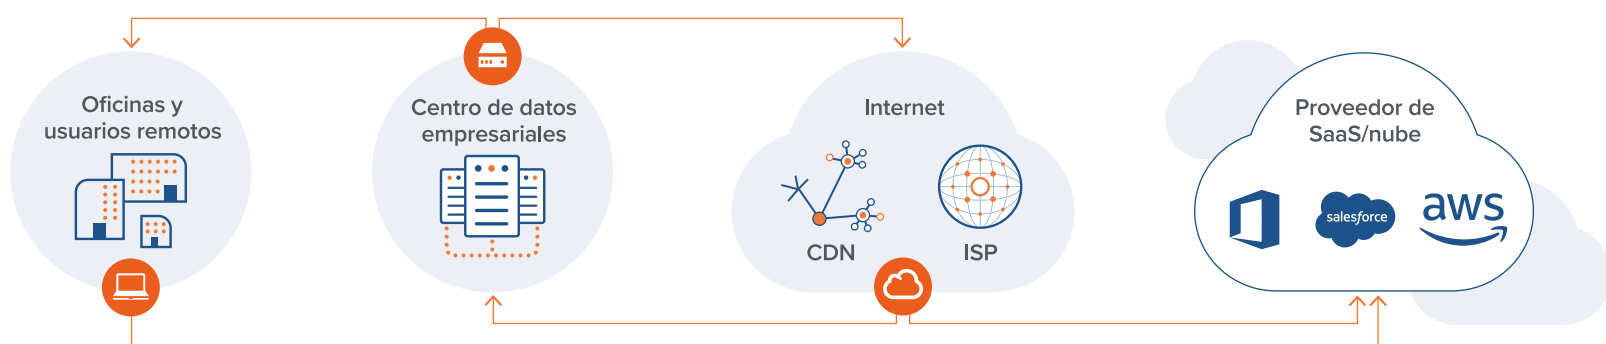 Oficinas y
usuarios remotos
Centro de datos
empresariales
Internet
CDN
ISP
Proveedor de
SaaS/nube
salesforce
aws